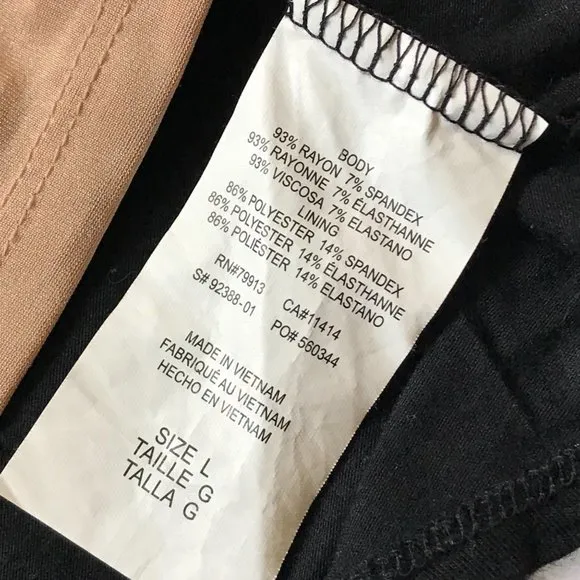 BODY
93% RAYON 7% SPANDEX
93% RAYONNE 7% ÉLASTHANNE
93% VISCOSA 7% ELASTANO
LINING
86% POLYESTER 14% SPANDEX
86% POLYESTER 14% ÉLASTHANNE
86% POLIÉSTER 14% ELASTANO
RN#79913 CA#11414
S# 92388-01 PO# 560344
MADE IN VIETNAM
FABRIQUÉ AU VIETNAM
HECHO EN VIETNAM
SIZE L
TAILLE G
TALLA G